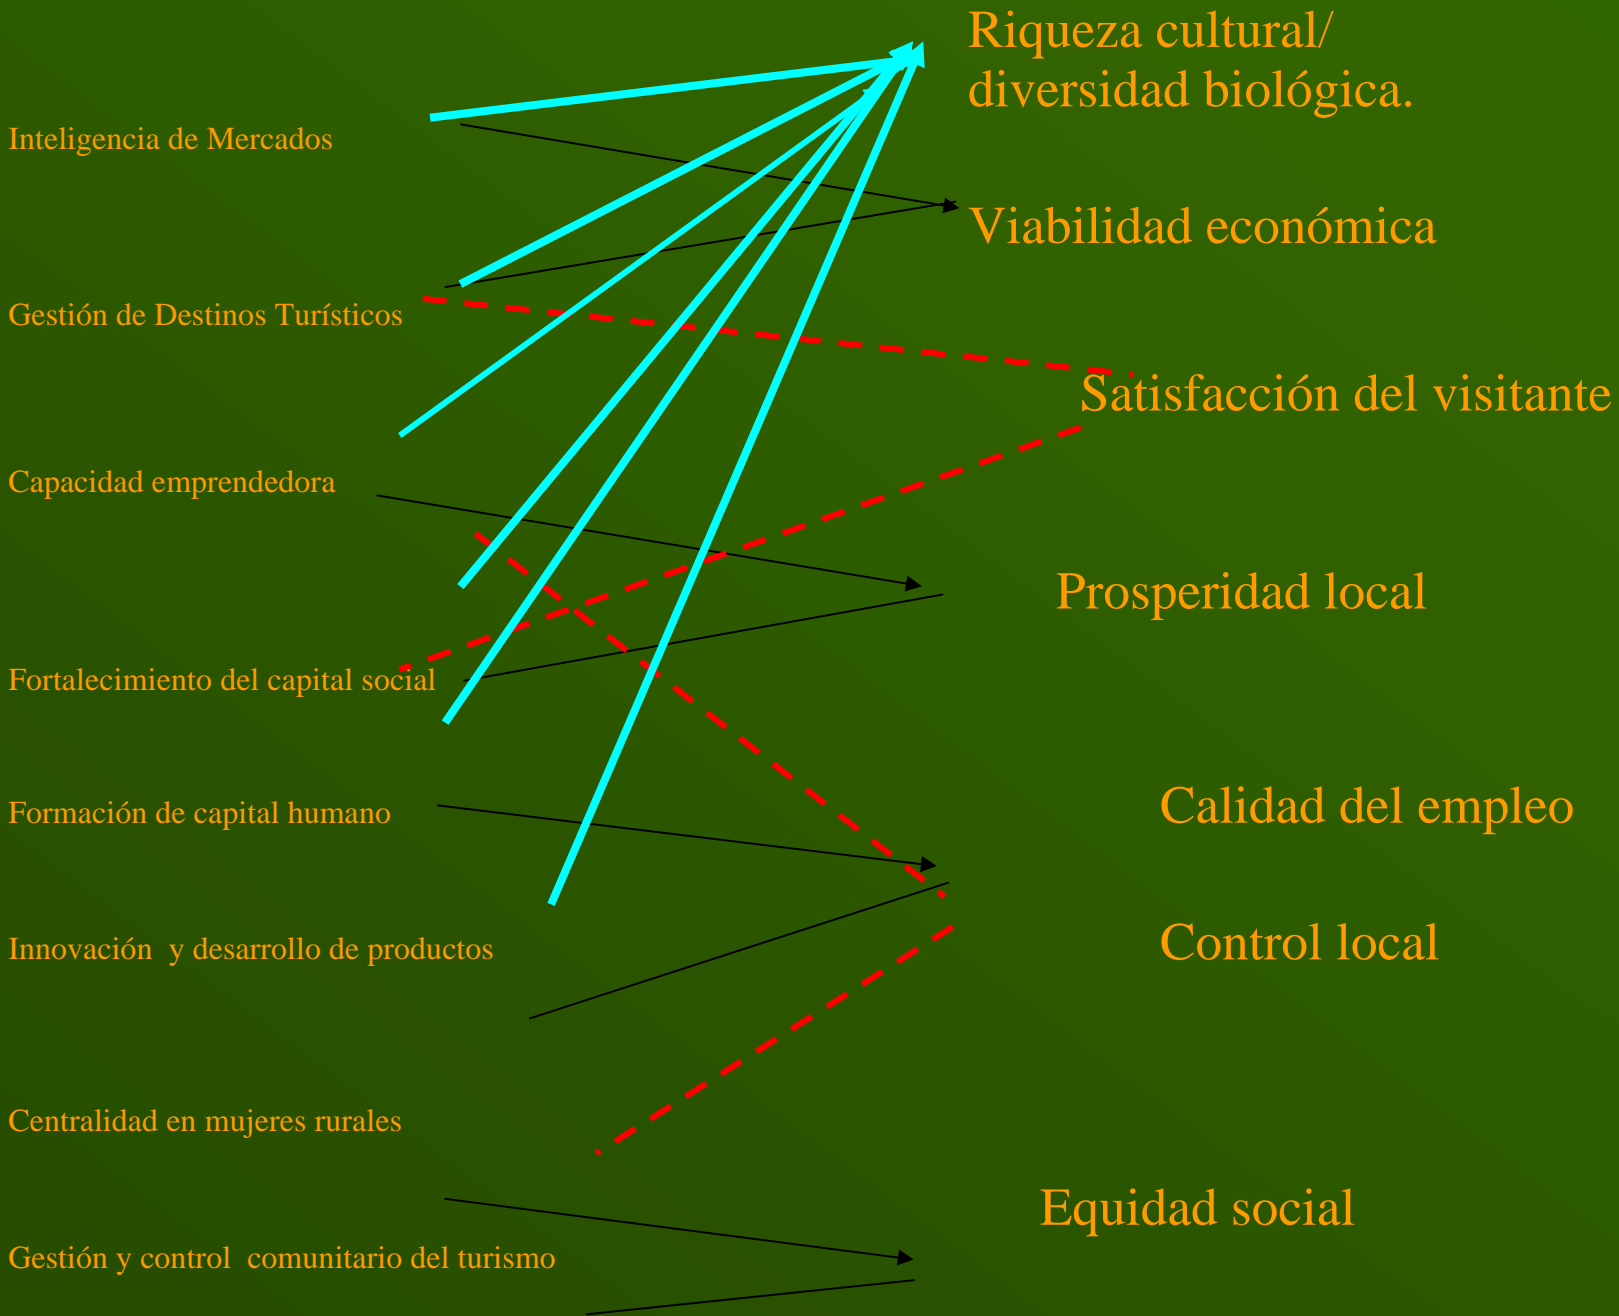 Riqueza cultural/
diversidad biológica.
Inteligencia de Mercados
Viabilidad económica
Gestión de Destinos Turísticos
Satisfacción del visitante
Capacidad emprendedora
Prosperidad local
Fortalecimiento del capital social
Calidad del empleo
Formación de capital humano
Control local
Innovación y desarrollo de productos
Centralidad en mujeres rurales
Equidad social
Gestión y control comunitario del turismo